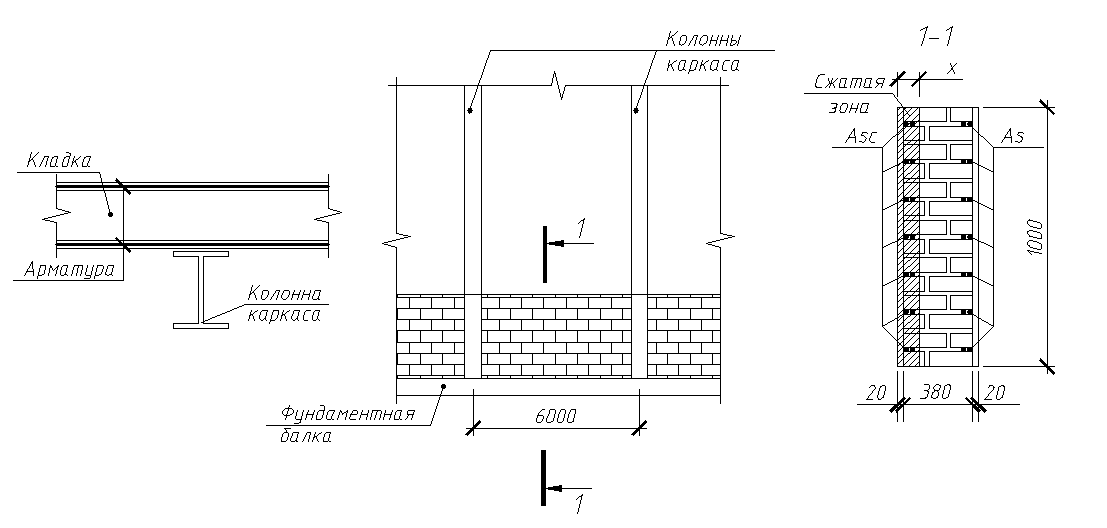 Кладка
Арматура
Колонна
каркаса
Колонны
каркаса
1
Фундаментная
балка
6000
1
1-1
Сжатая
зона
x
Asc
As
1000
20
380
20